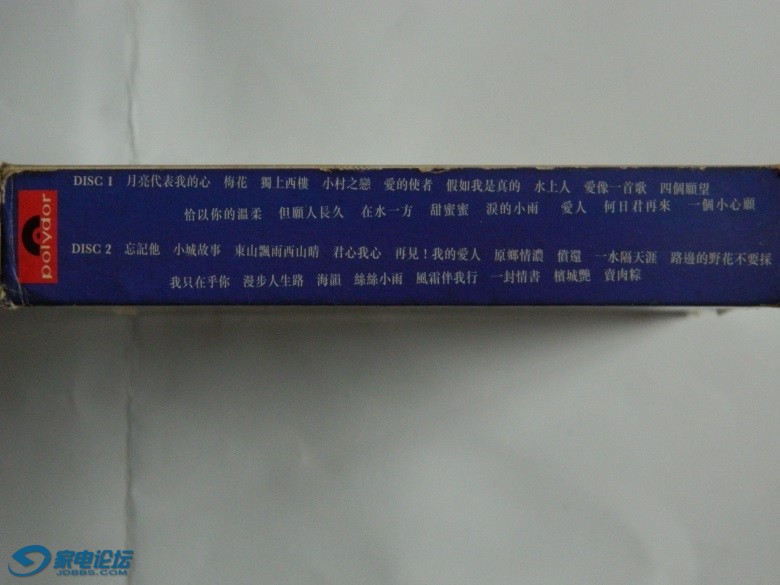 polydor
DISC 1 月亮代表我的心 梅花 獨上西樓 小村之戀 愛的使者 假如我是真的 水上人 愛像一首歌 四個願望
恰以你的溫柔 但願人長久 在水一方 甜蜜蜜 淚的小雨 愛人 何日君再來 一個小心願
DISC 2 忘記他 小城故事 東山飄雨西山晴 君心我心 再見！我的愛人 原鄉情濃 償還 一水隔天涯 路邊的野花不要採
我只在乎你 漫步人生路 海韻 絲絲小雨 風霜伴我行 一封情書 檳城艷 賣肉粽
家电论坛
JDBBS.COM